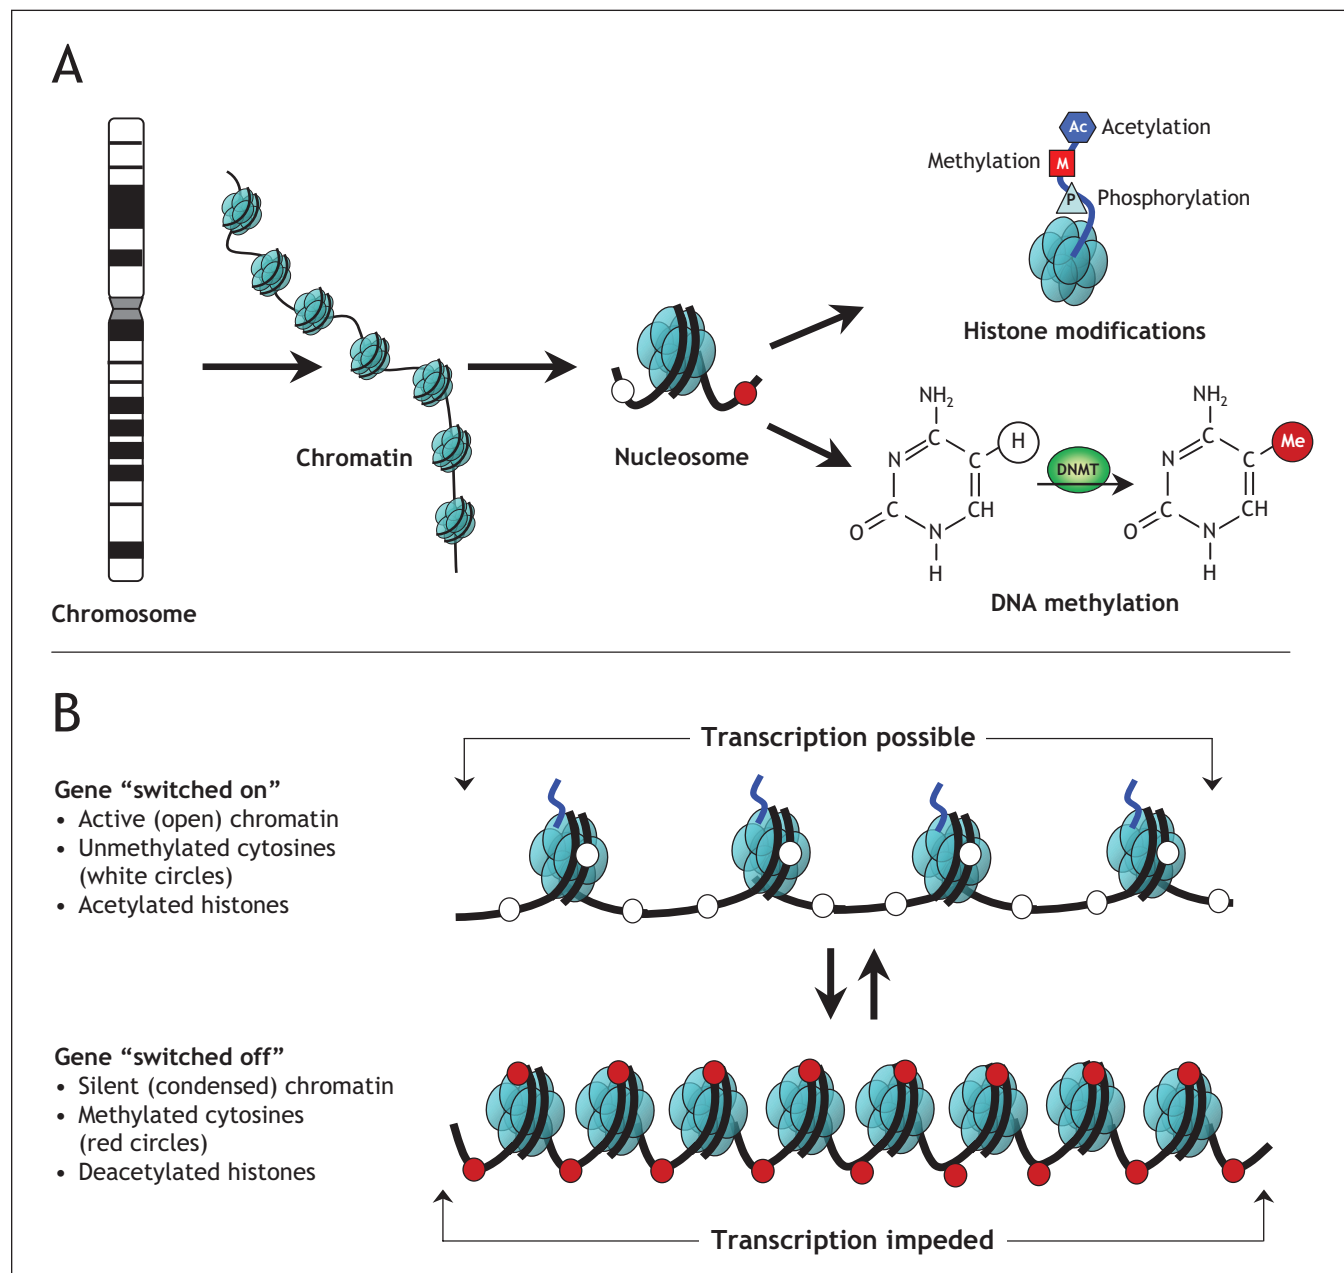 A
Ac Acetylation
Methylation M
P Phosphorylation
Histone modifications
Chromatin
Nucleosome
Chromosome
NH2
N
C
C
H
C
O
N
H
CH
DNMT
NH2
N
C
C
Me
C
O
N
H
CH
DNA methylation
B
Transcription possible
Gene “switched on”
• Active (open) chromatin
• Unmethylated cytosines
(white circles)
• Acetylated histones
Gene “switched off”
• Silent (condensed) chromatin
• Methylated cytosines
(red circles)
• Deacetylated histones
Transcription impeded